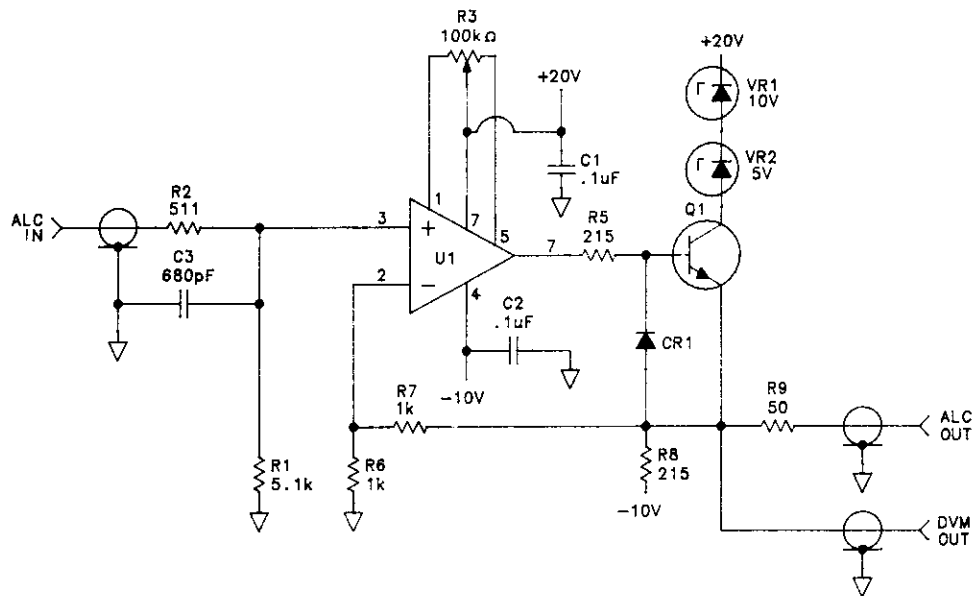 R3
100kΩ
+20V
+20V
VR1
10V
C1
.1uF
VR2
5V
R2
511
ALC
IN
1
Q1
3
+
7
5
7
R5
215
C3
680pF
U1
2
−
4
C2
.1uF
CR1
−10V
R7
1k
R9
50
ALC
OUT
R1
5.1k
R6
1k
R8
215
−10V
DVM
OUT